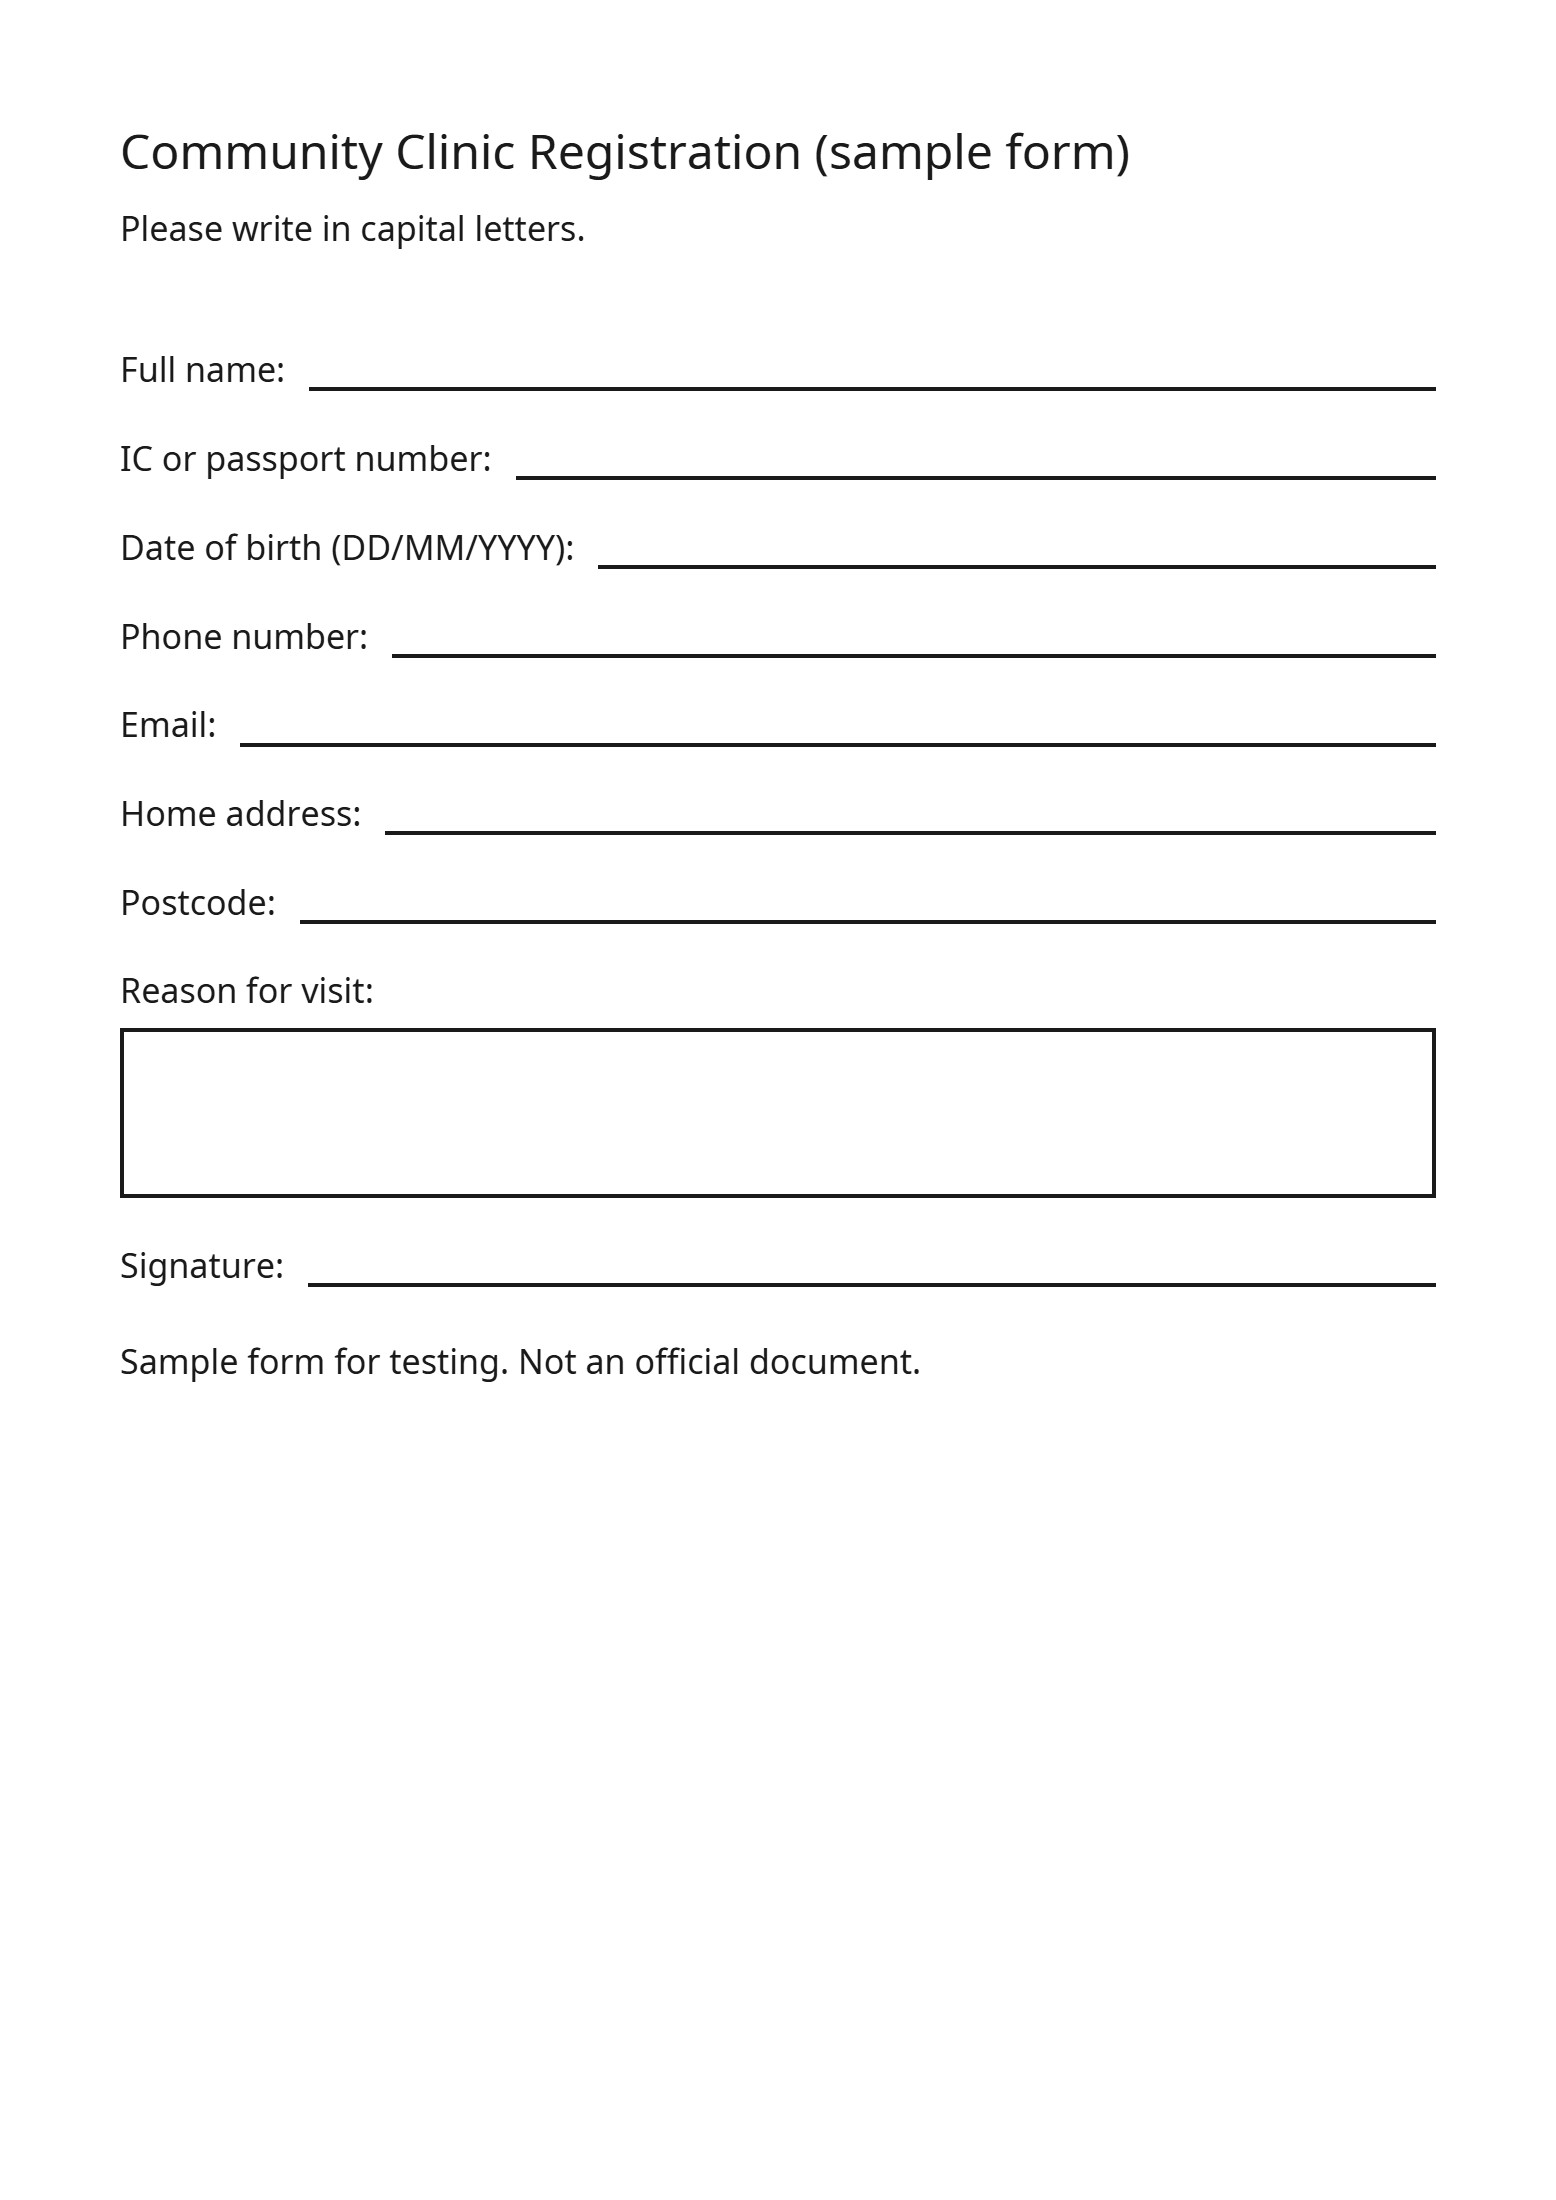 Community Clinic Registration (sample form)
Please write in capital letters.
Full name:
IC or passport number:
Date of birth (DD/MM/YYYY):
Phone number:
Email:
Home address:
Postcode:
Reason for visit:
Signature:
Sample form for testing. Not an official document.